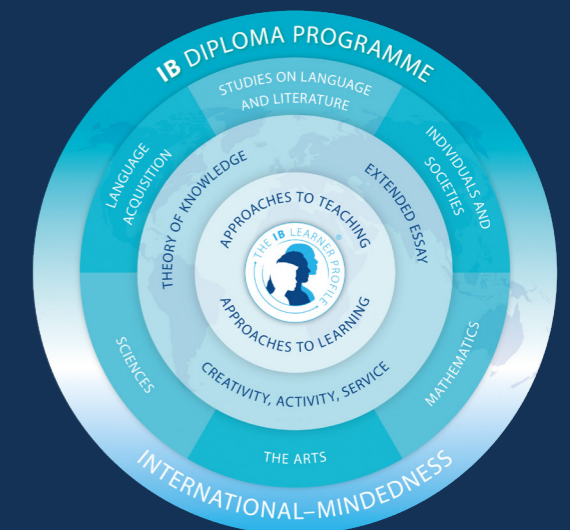 IB DIPLOMA PROGRAMME
STUDIES ON LANGUAGE
AND LITERATURE
LANGUAGE
ACQUISITION
INDIVIDUALS AND
SOCIETIES
THEORY OF KNOWLEDGE
EXTENDED ESSAY
APPROACHES TO TEACHING
THE IB LEARNER PROFILE
®
APPROACHES TO LEARNING
CREATIVITY, ACTIVITY, SERVICE
SCIENCES
MATHEMATICS
THE ARTS
INTERNATIONAL–MINDEDNESS